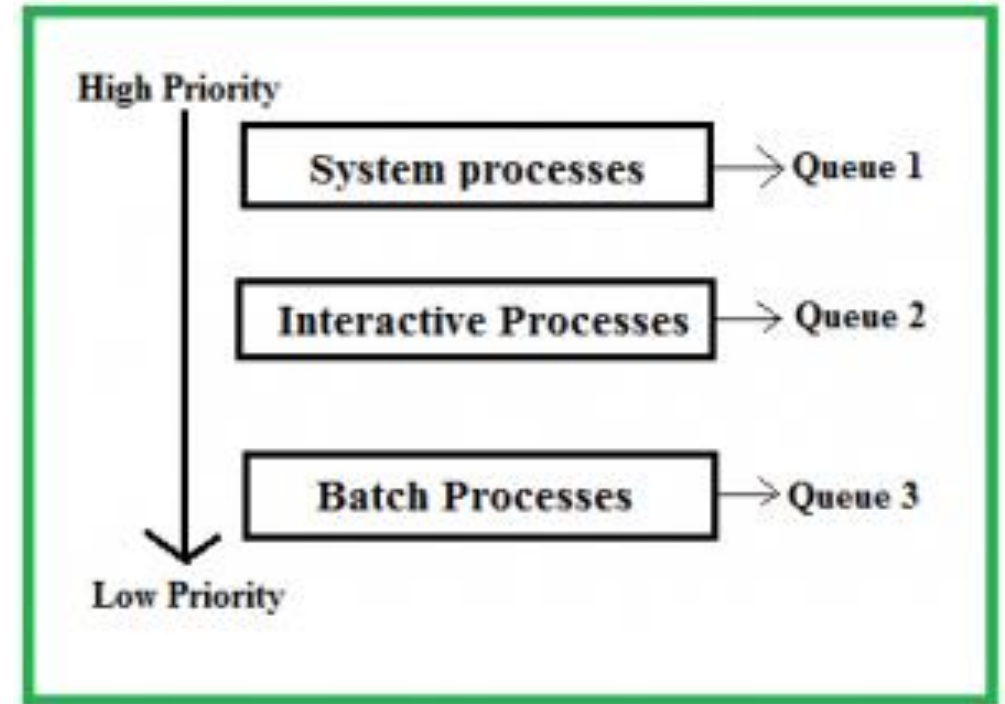 High Priority
System processes
Queue 1
Interactive Processes
Queue 2
Batch Processes
Queue 3
Low Priority